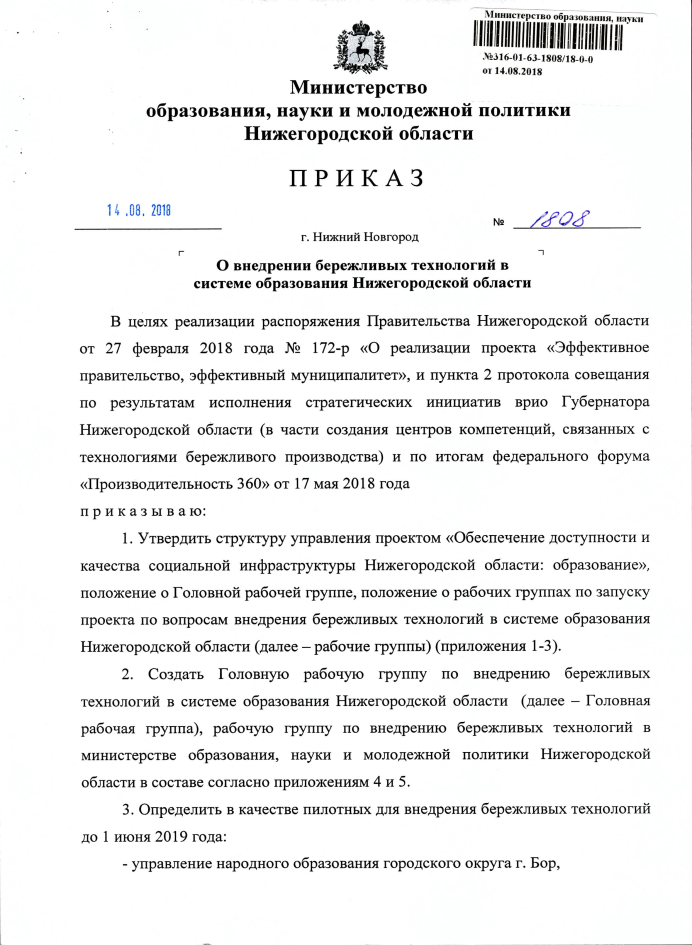 Министерство образования, науки
№316-01-63-1808/18-0-0
от 14.08.2018
Министерство
образования, науки и молодежной политики
Нижегородской области
П Р И К А З
14.08.2018
№ 1808
г. Нижний Новгород
О внедрении бережливых технологий в
системе образования Нижегородской области
В целях реализации распоряжения Правительства Нижегородской области
от 27 февраля 2018 года № 172-р «О реализации проекта «Эффективное
правительство, эффективный муниципалитет», и пункта 2 протокола совещания
по результатам исполнения стратегических инициатив врио Губернатора
Нижегородской области (в части создания центров компетенций, связанных с
технологиями бережливого производства) и по итогам федерального форума
«Производительность 360» от 17 мая 2018 года
п р и к а з ы в а ю:
1. Утвердить структуру управления проектом «Обеспечение доступности и
качества социальной инфраструктуры Нижегородской области: образование»,
положение о Головной рабочей группе, положение о рабочих группах по запуску
проекта по вопросам внедрения бережливых технологий в системе образования
Нижегородской области (далее – рабочие группы) (приложения 1-3).
2. Создать Головную рабочую группу по внедрению бережливых
технологий в системе образования Нижегородской области (далее – Головная
рабочая группа), рабочую группу по внедрению бережливых технологий в
министерстве образования, науки и молодежной политики Нижегородской
области в составе согласно приложениям 4 и 5.
3. Определить в качестве пилотных для внедрения бережливых технологий
до 1 июня 2019 года:
- управление народного образования городского округа г. Бор,